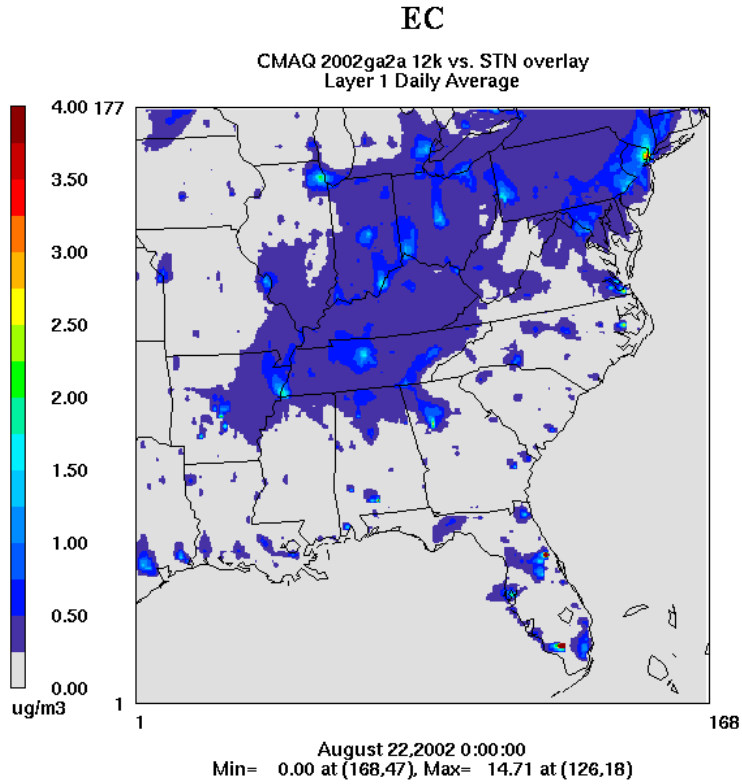 EC
CMAQ 2002ga2a 12k vs. STN overlay
Layer 1 Daily Average
4.00
3.50
3.00
2.50
2.00
1.50
1.00
0.50
0.00
ug/m3
177
1
1
168
August 22,2002 0:00:00
Min= 0.00 at (168,47), Max= 14.71 at (126,18)